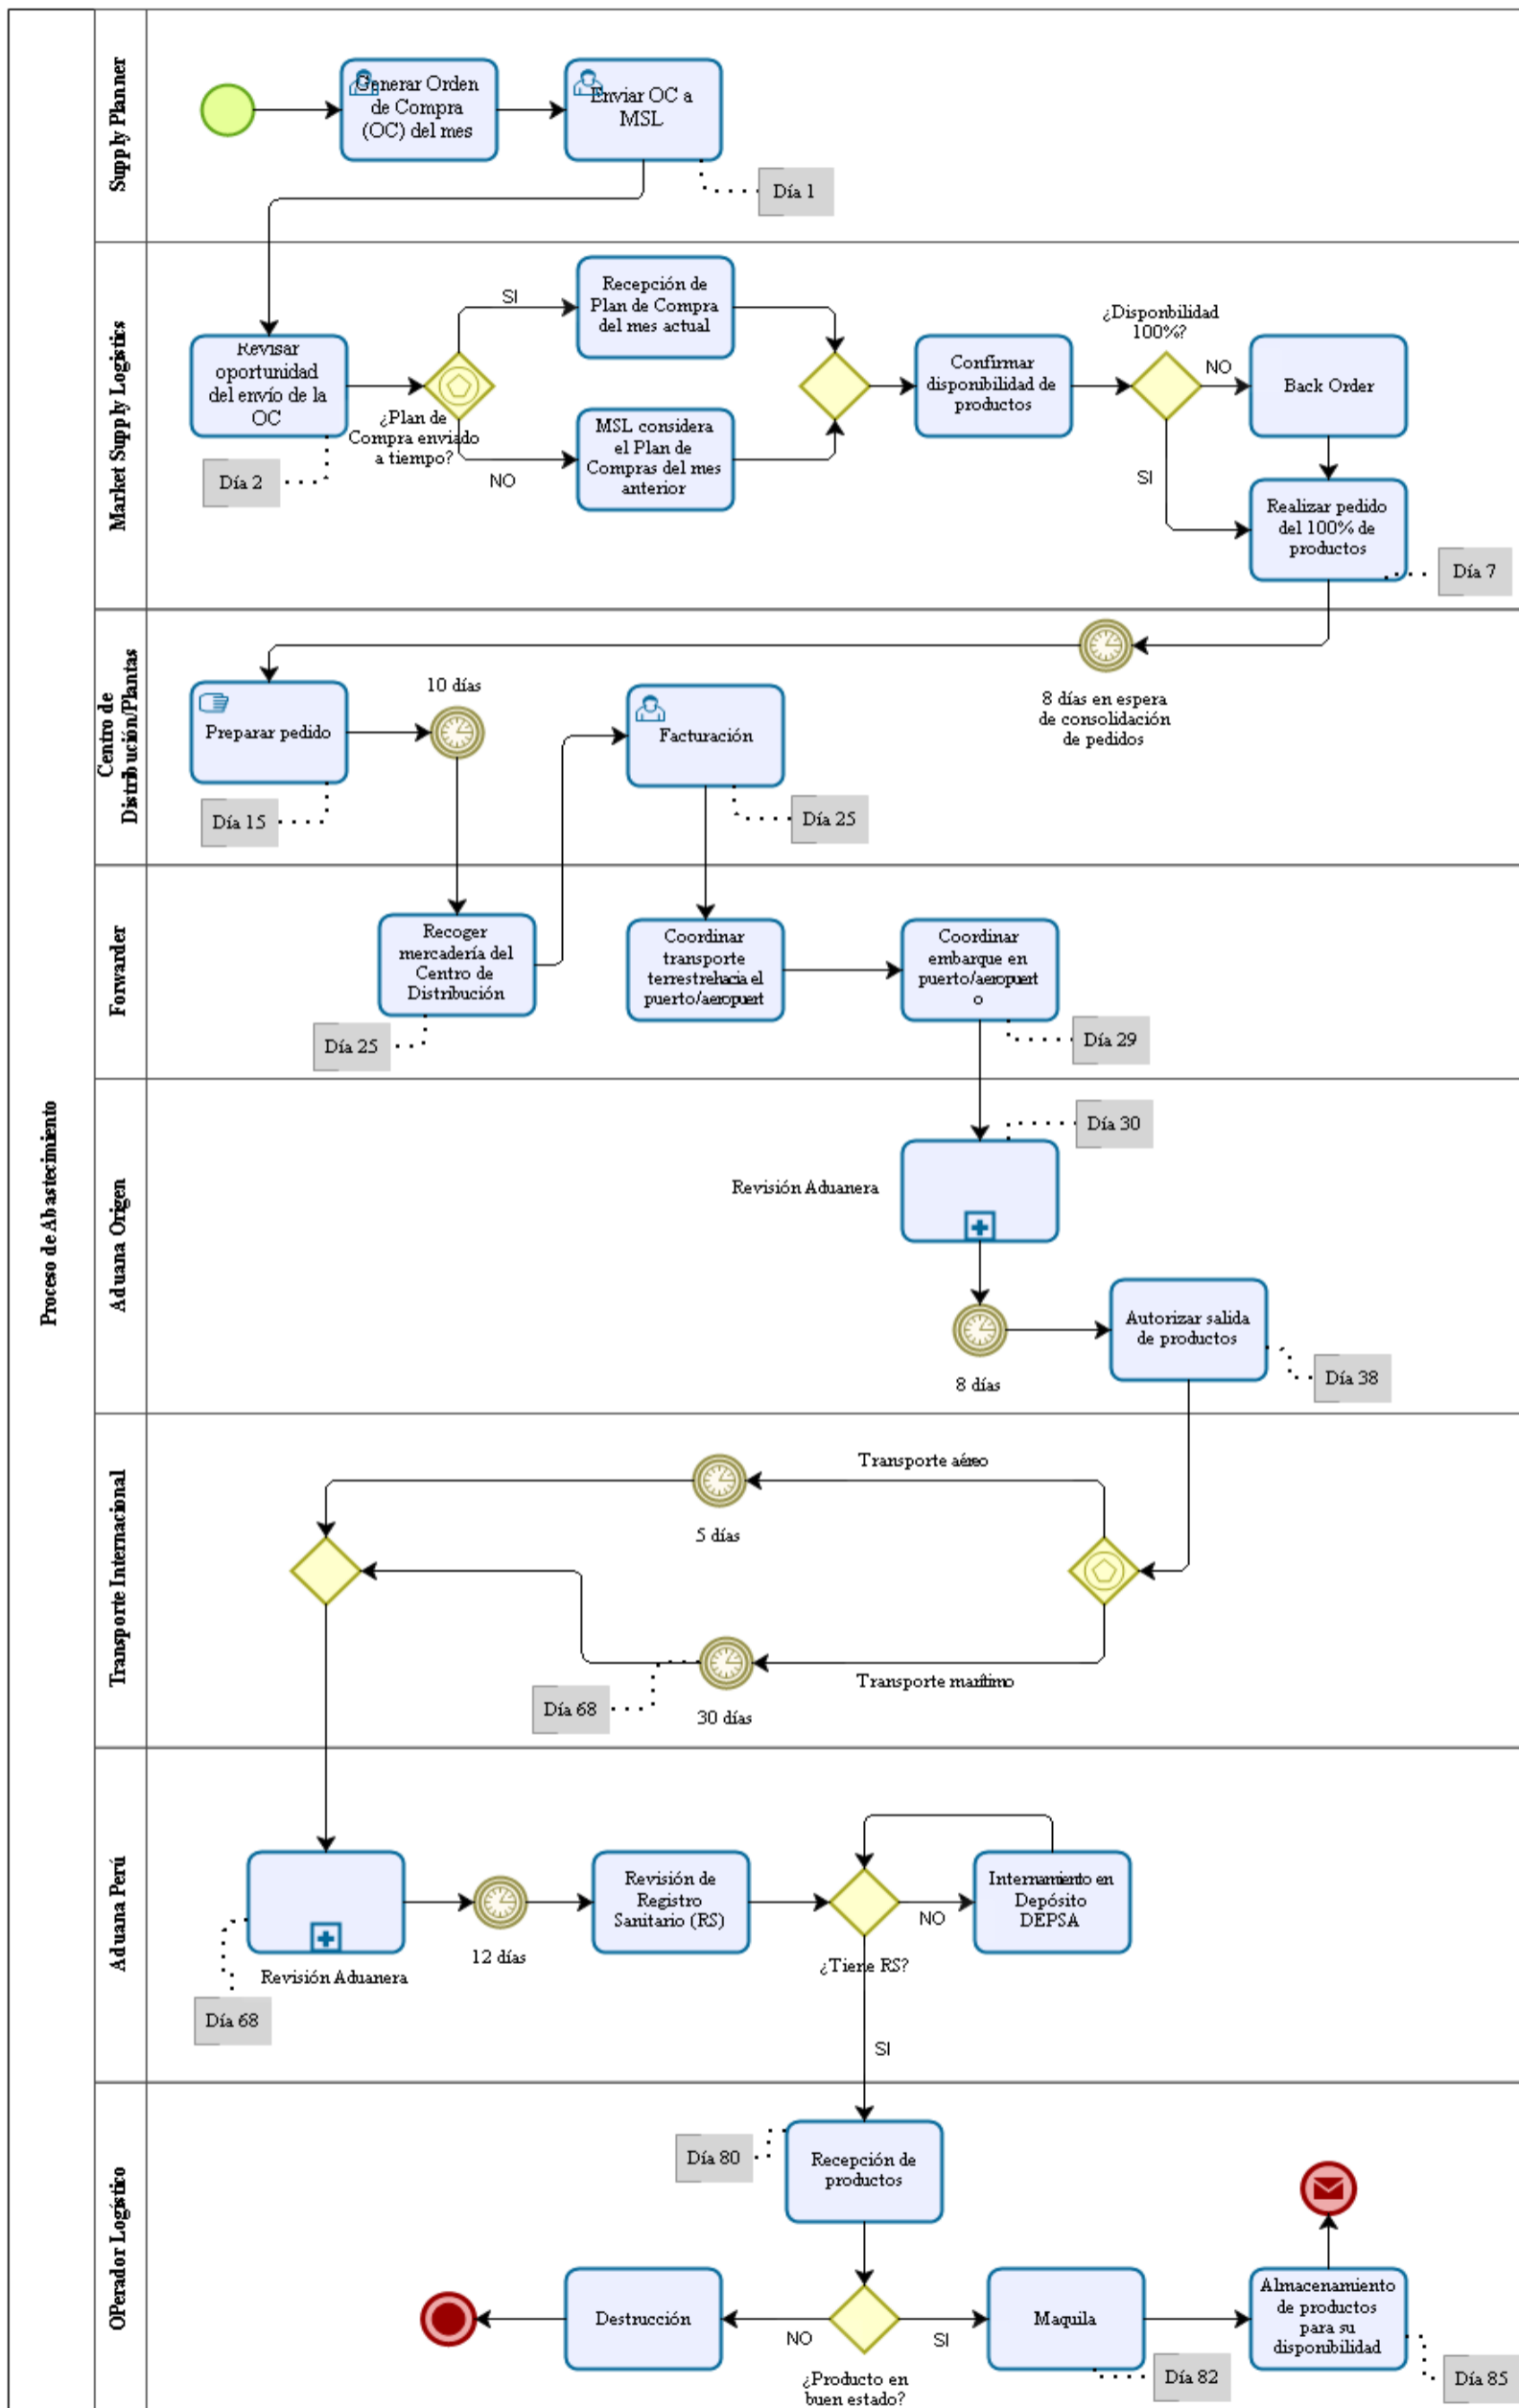 Proceso de Abastecimiento
Supply Planner
Generar Orden
de Compra
(OC) del mes
Enviar OC a
MSL
Día 1
Market Supply Logistics
Revisar
oportunidad
del envío de la
OC
Día 2
¿Plan de
Compra enviado
a tiempo?
SI
NO
Recepción de
Plan de Compra
del mes actual
MSL considera
el Plan de
Compras del mes
anterior
Confirmar
disponibilidad de
productos
¿Disponbilidad
100%?
NO
SI
Back Order
Realizar pedido
del 100% de
productos
Día 7
Centro de
Distribución/Plantas
8 días en espera
de consolidación
de pedidos
Preparar pedido
Día 15
10 días
Facturación
Día 25
Forwarder
Recoger
mercadería del
Centro de
Distribución
Día 25
Coordinar
transporte
terrestrehacia el
puerto/aeropuert
Coordinar
embarque en
puerto/aeropuert
o
Día 29
Aduana Origen
Día 30
Revisión Aduanera
8 días
Autorizar salida
de productos
Día 38
Transporte Internacional
Transporte aéreo
5 días
Transporte marítimo
Día 68
30 días
Aduana Perú
Revisión Aduanera
Día 68
12 días
Revisión de
Registro
Sanitario (RS)
¿Tiene RS?
NO
SI
Internamiento en
Depósito
DEPSA
OPerador Logístico
Día 80
Recepción de
productos
¿Producto en
buen estado?
NO
SI
Destrucción
Maquila
Día 82
Almacenamiento
de productos
para su
disponibilidad
Día 85